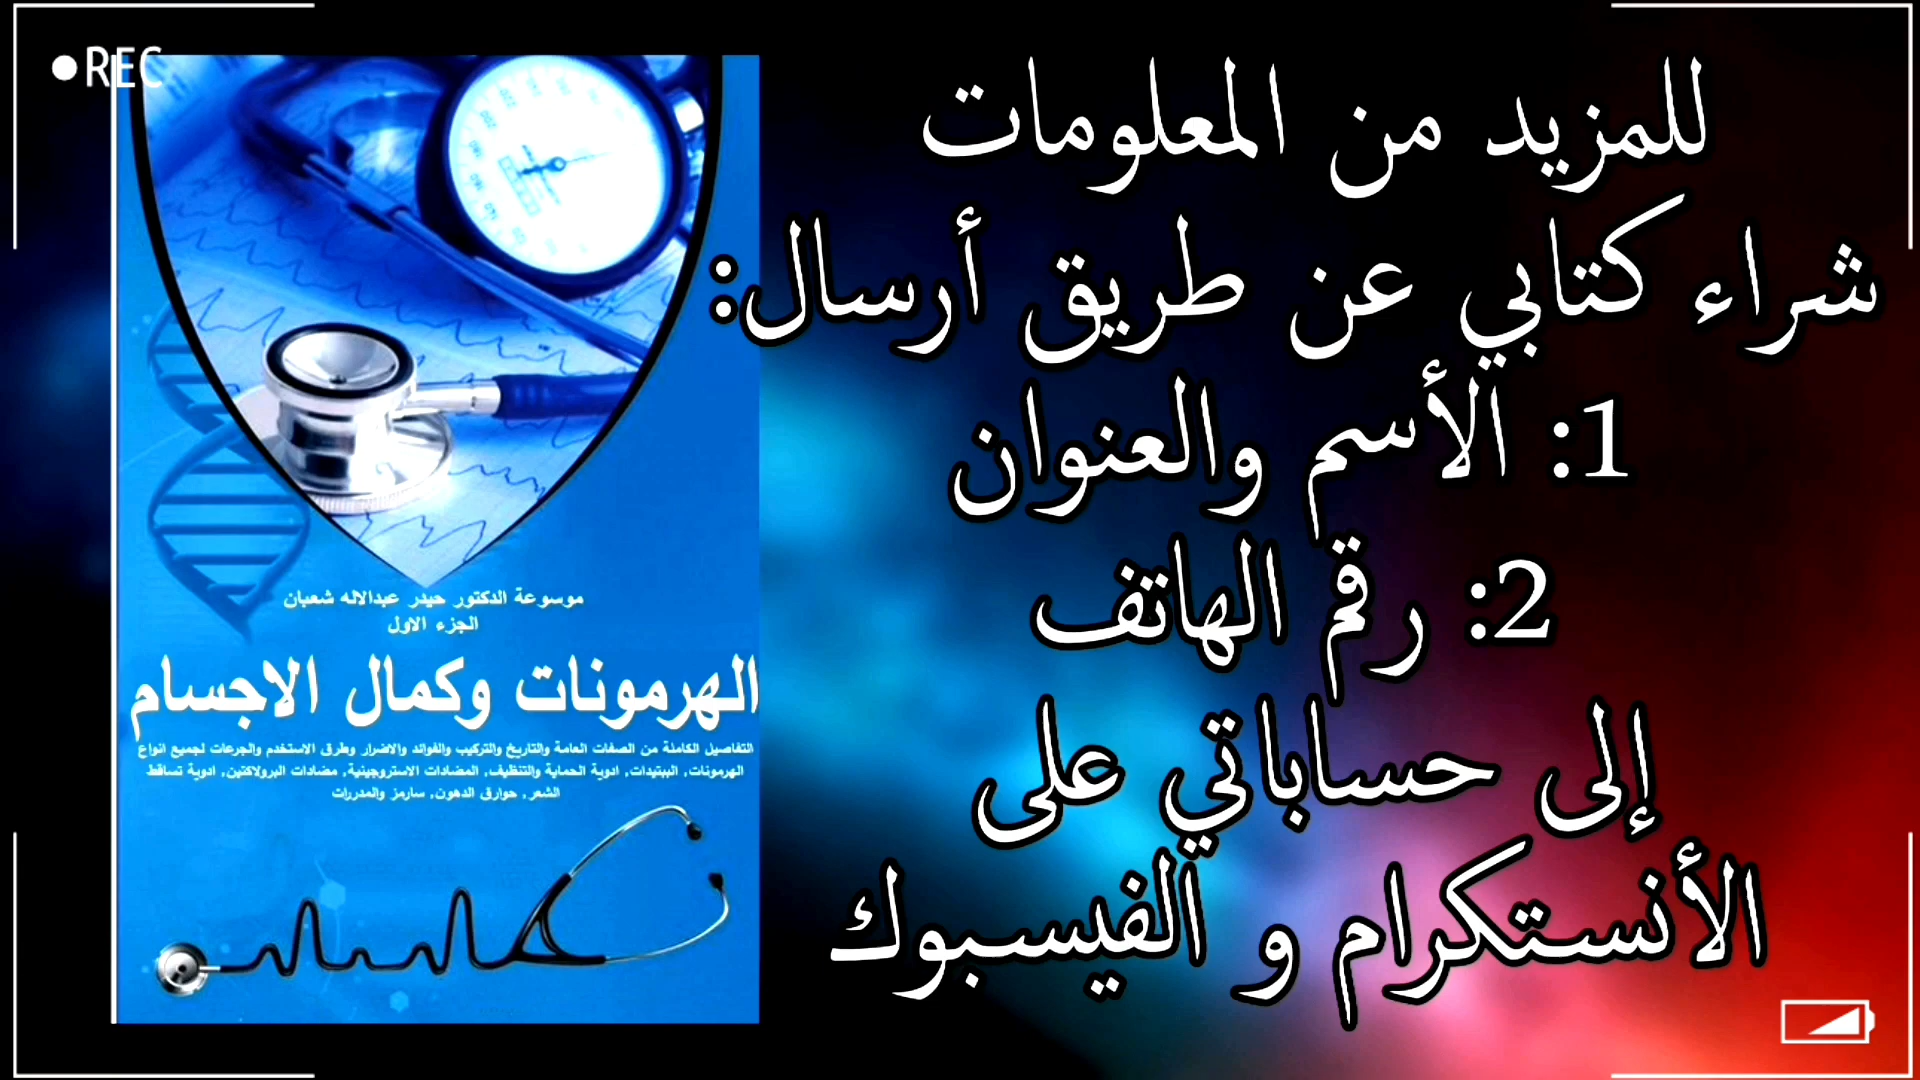 REC
للمزيد من المعلومات
شراء كتابي عن طريق أرسال:
1: الأسم والعنوان
2: رقم الهاتف
إلى حساباتي على
الأنستكرام و الفيسبوك
موسوعة الدكتور حيدر عبدالاله شعبان
الجزء الاول
الهرمونات وكمال الاجسام
التفاصيل الكاملة من الصفات العامة والتاريخ والتركيب والفوائد والاضرار وطرق الاستخدم والجرعات لجميع انواع
الهرمونات, الببتيدات, ادوية الحماية والتنظيف, المضادات الاستروجينية, مضادات البرولاكتين, ادوية تساقط
الشعر, حوارق الدهون, سارمز والمدررات